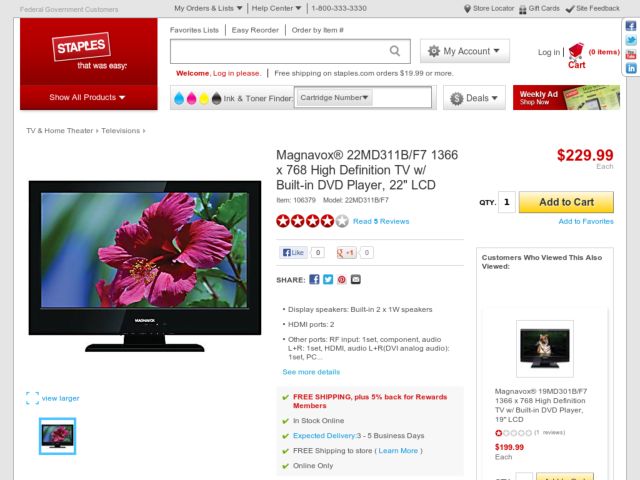 Federal Government Customers
My Orders & Lists
Help Center
1-800-333-3330
Store Locator
Gift Cards
Site Feedback
STAPLES
that was easy.
Favorites Lists
Easy Reorder
Order by Item #
My Account
Log In
(0 items)
Cart
Welcome, Log in please.
Free shipping on staples.com orders $19.99 or more.
Show All Products
Ink & Toner Finder:
Cartridge Number
Deals
Weekly Ad
Shop Now
TV & Home Theater
Televisions
Magnavox® 22MD311B/F7 1366
x 768 High Definition TV w/
Built-in DVD Player, 22" LCD
Item: 106379 Model: 22MD311B/F7
Read 5 Reviews
$229.99
Each
QTY. 1
Add to Cart
Add to Favorites
Like 0
+1 0
SHARE:
Display speakers: Built-in 2 x 1W speakers
HDMI ports: 2
Other ports: RF input: 1set, component, audio
L+R: 1set, HDMI, audio L+R(DVI analog audio):
1set, PC...
See more details
MAGNAVOX
view larger
FREE SHIPPING, plus 5% back for Rewards
Members
In Stock Online
Expected Delivery:3 - 5 Business Days
FREE Shipping to store ( Learn More )
Online Only
Customers Who Viewed This Also
Viewed:
Magnavox® 19MD301B/F7
1366 x 768 High Definition
TV w/ Built-in DVD Player,
19" LCD
(1 reviews)
$199.99
Each